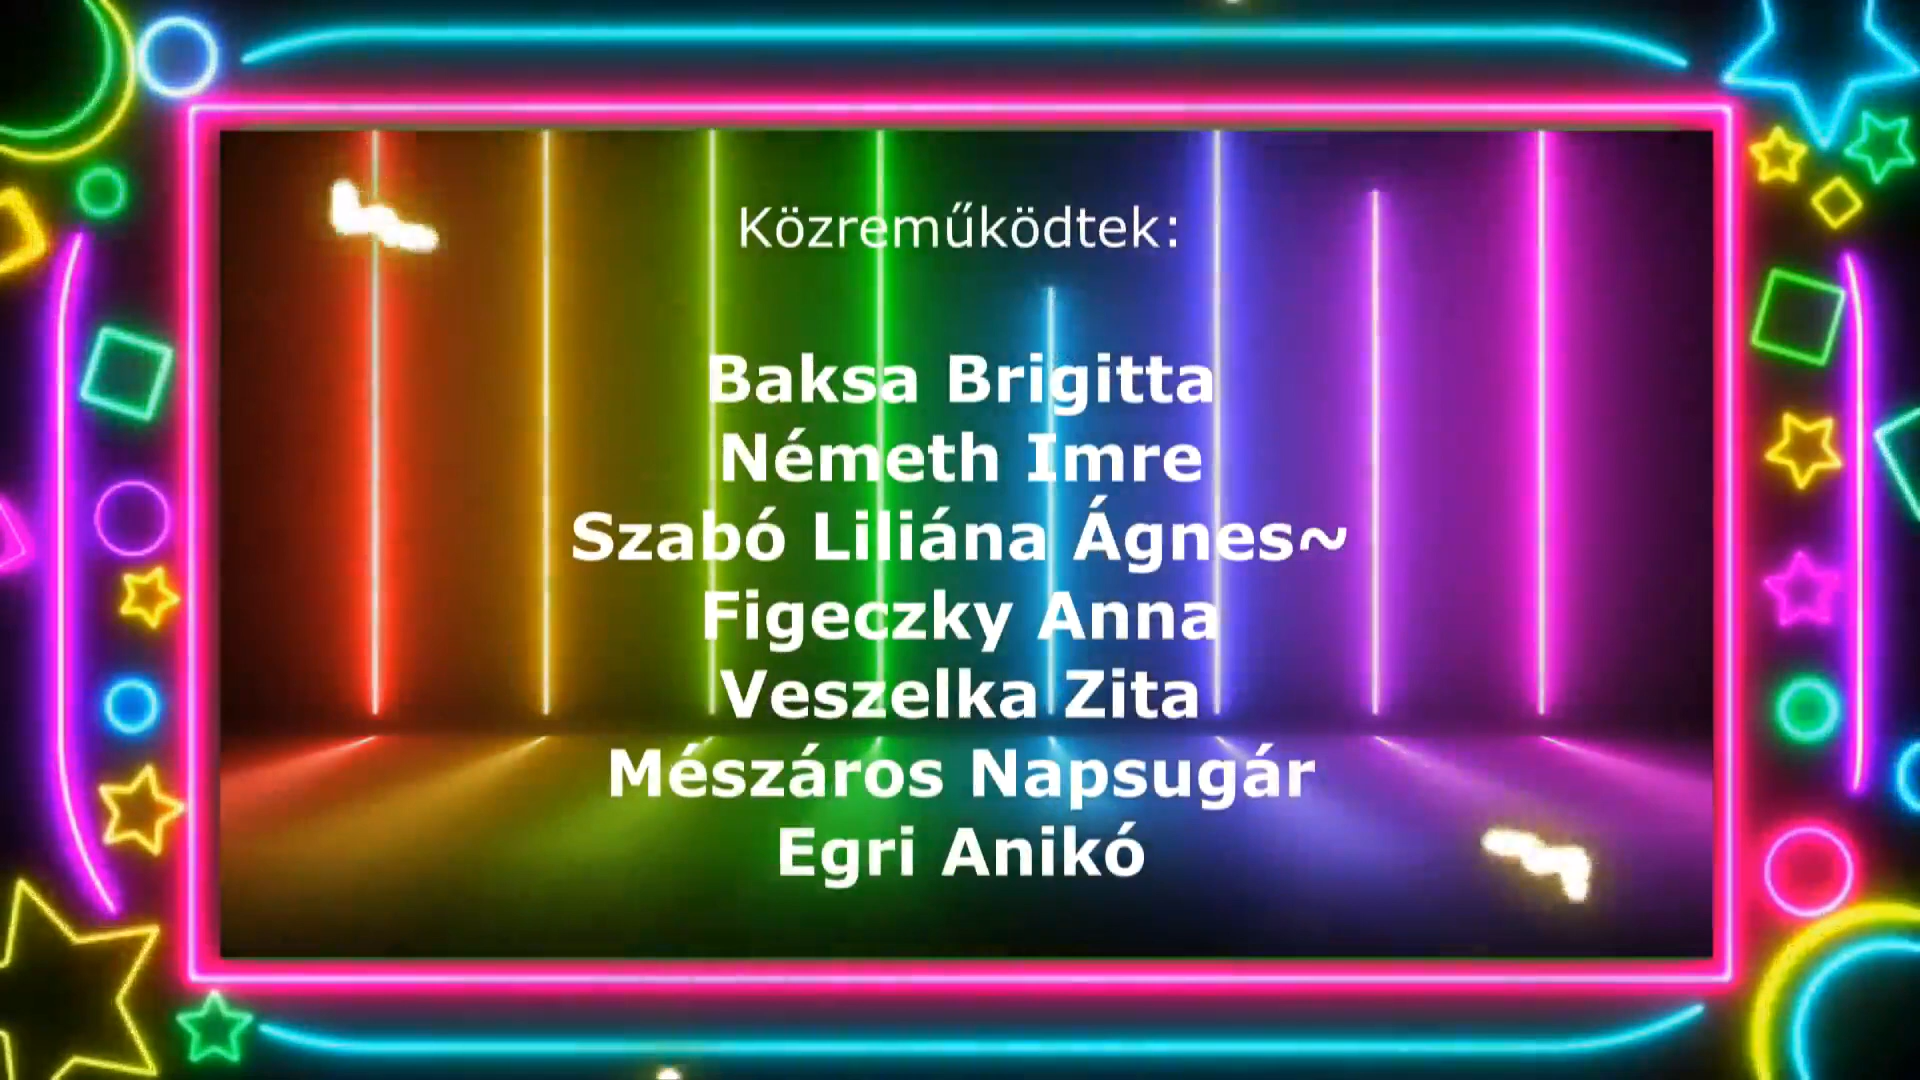 Közreműködtek:
Baksa Brigitta
Németh Imre
Szabó Liliána Ágnes~
Figeczky Anna
Veszelka Zita
Mészáros Napsugár
Egri Anikó